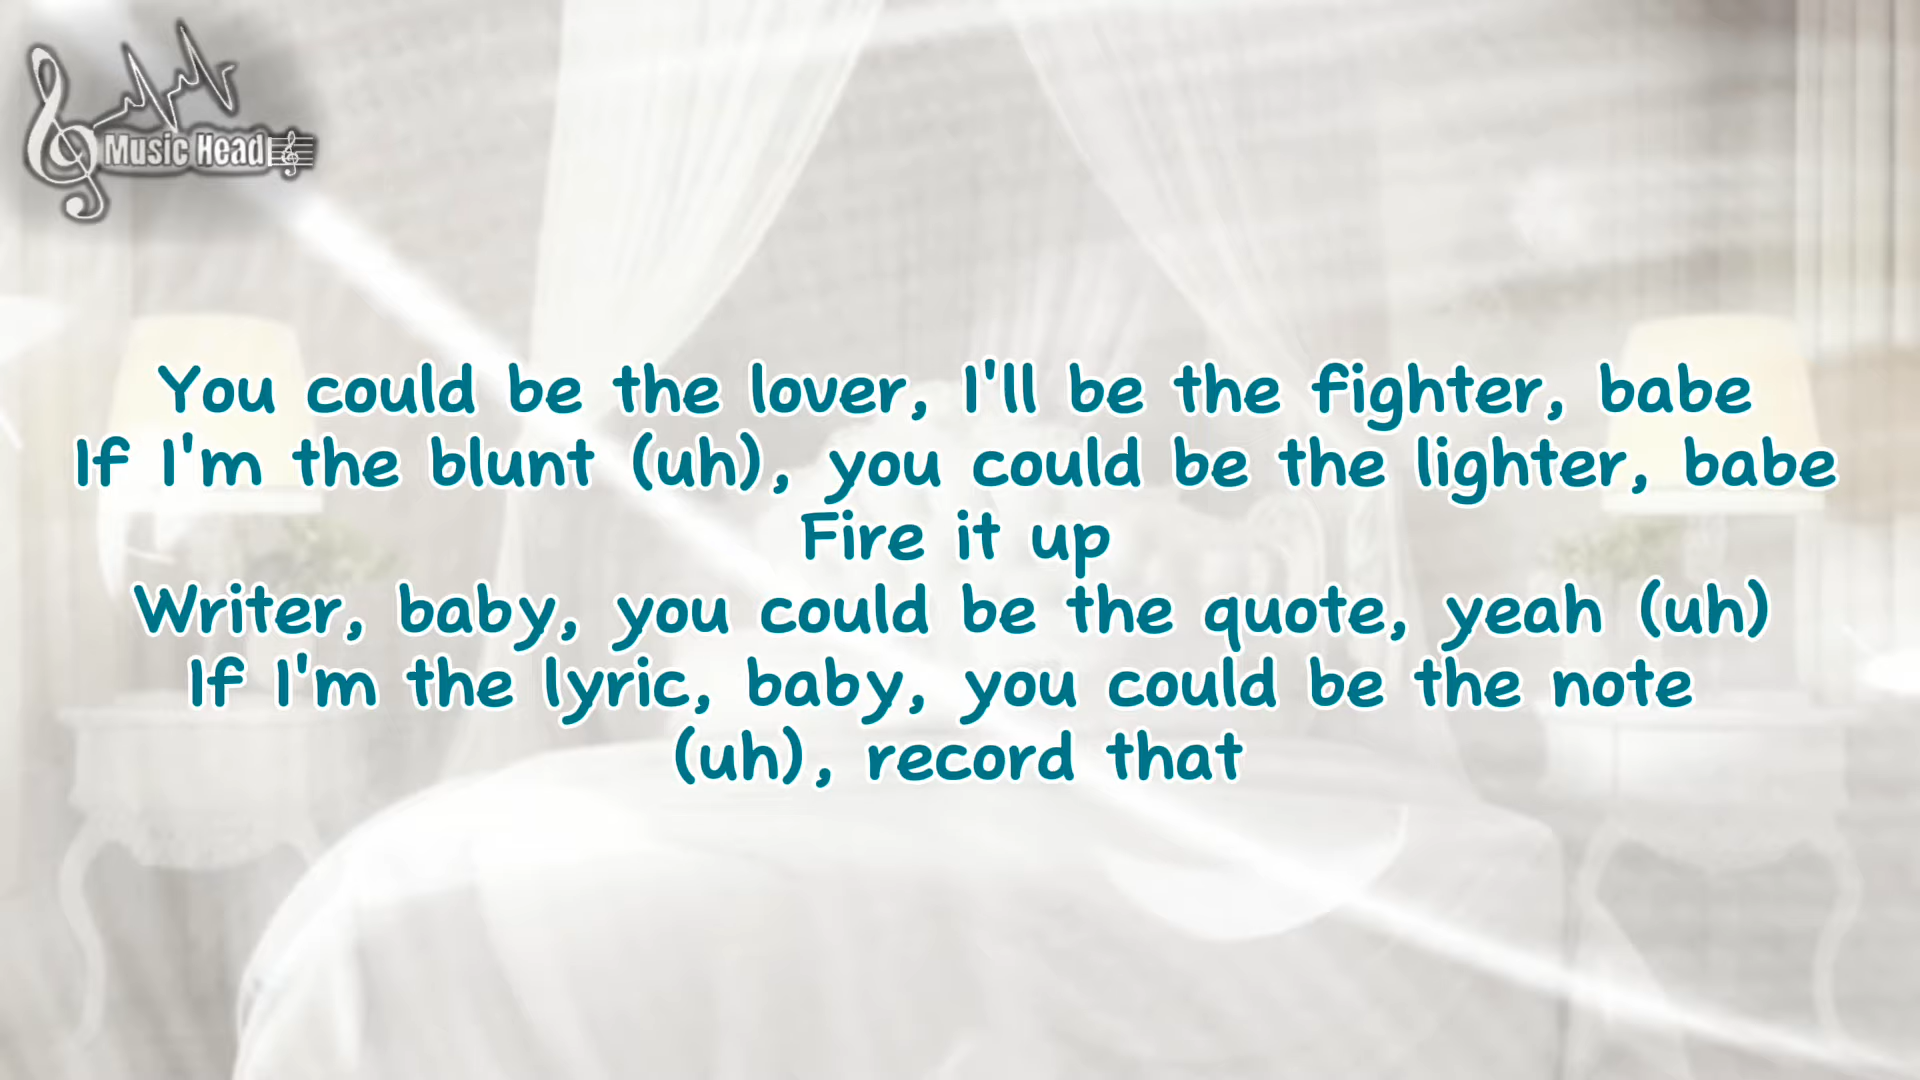 Music Head
You could be the lover, I'll be the fighter, babe
If I'm the blunt (uh), you could be the lighter, babe
Fire it up
Writer, baby, you could be the quote, yeah (uh)
If I'm the lyric, baby, you could be the note
(uh), record that